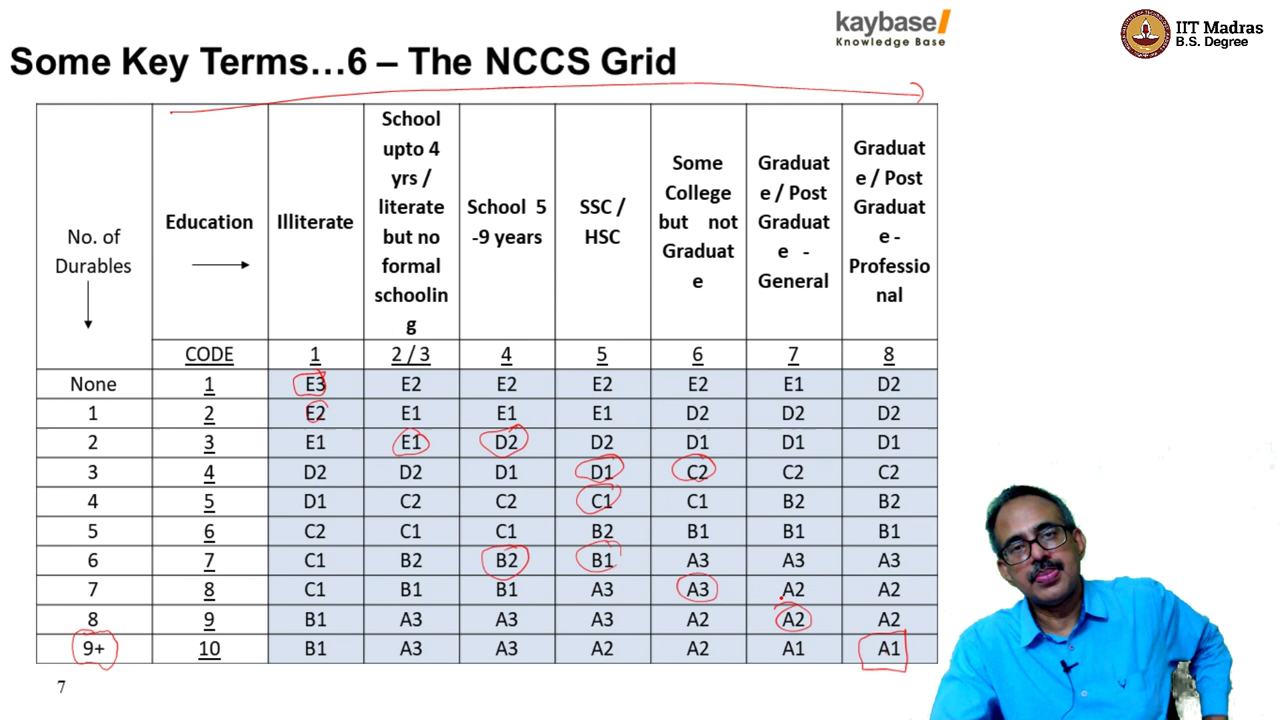 kaybase
Knowledge Base
IIT Madras
B.S. Degree
Some Key Terms...6 – The NCCS Grid
No. of
Durables
Education
Illiterate
School
upto 4
yrs /
literate
but no
formal
schoolin
g
School 5
-9 years
SSC /
HSC
Some
College
but not
Graduat
e
Graduat
e / Post
Graduat
e -
General
Graduat
e / Post
Graduat
e -
Professio
nal
CODE 1 2 / 3 4 5 6 7 8
None 1 E3 E2 E2 E2 E2 E1 D2
1 2 E2 E1 E1 E1 D2 D2 D2
2 3 E1 E1 D2 D2 D1 D1 D1
3 4 D2 D2 D1 D1 C2 C2 C2
4 5 D1 C2 C2 C1 C1 B2 B2
5 6 C2 C1 C1 B2 B1 B1 B1
6 7 C1 B2 B2 B1 A3 A3 A3
7 8 C1 B1 B1 A3 A3 A2 A2
8 9 B1 A3 A3 A3 A2 A2 A2
9+ 10 B1 A3 A3 A2 A2 A1 A1
7